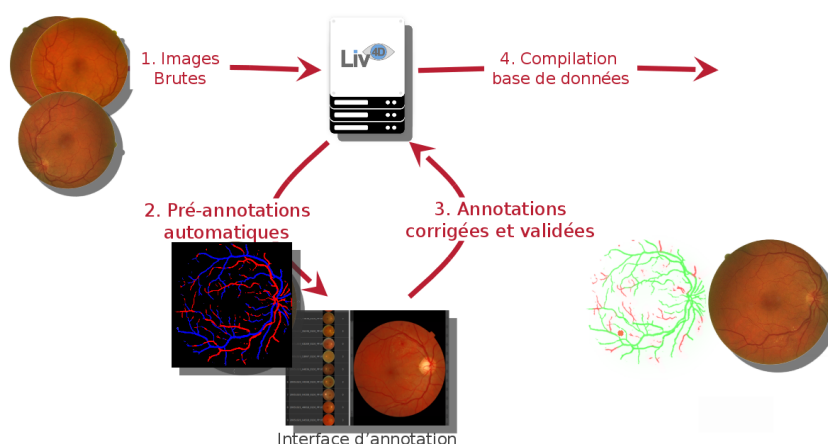 1. Images
Brutes
Liv4D
4. Compilation
base de données
2. Pré-annotations
automatiques
3. Annotations
corrigées et validées
Interface d'annotation